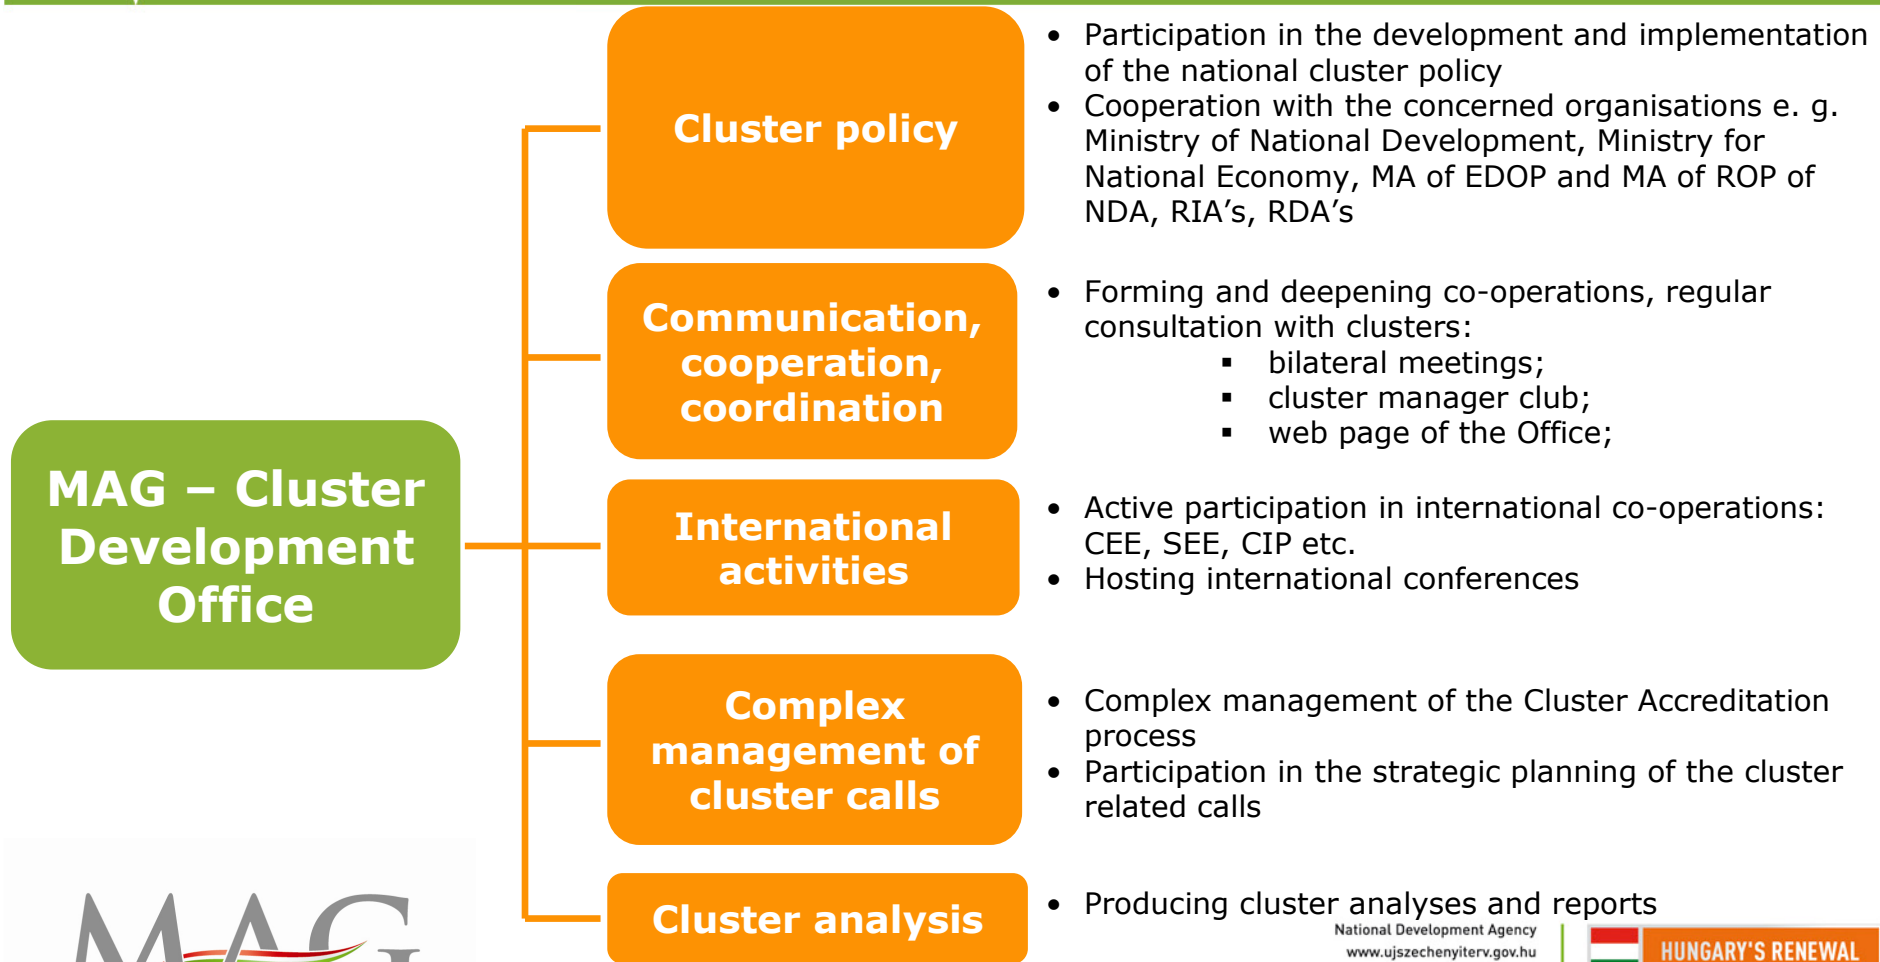 MAG – Cluster
Development
Office
Cluster policy
• Participation in the development and implementation
of the national cluster policy
• Cooperation with the concerned organisations e. g.
Ministry of National Development, Ministry for
National Economy, MA of EDOP and MA of ROP of
NDA, RIA’s, RDA’s
Communication,
cooperation,
coordination
• Forming and deepening co-operations, regular
consultation with clusters:
▪ bilateral meetings;
▪ cluster manager club;
▪ web page of the Office;
International
activities
• Active participation in international co-operations:
CEE, SEE, CIP etc.
• Hosting international conferences
Complex
management of
cluster calls
• Complex management of the Cluster Accreditation
process
• Participation in the strategic planning of the cluster
related calls
Cluster analysis
• Producing cluster analyses and reports
MAG
National Development Agency
www.ujszechenyiterv.gov.hu
HUNGARY'S RENEWAL